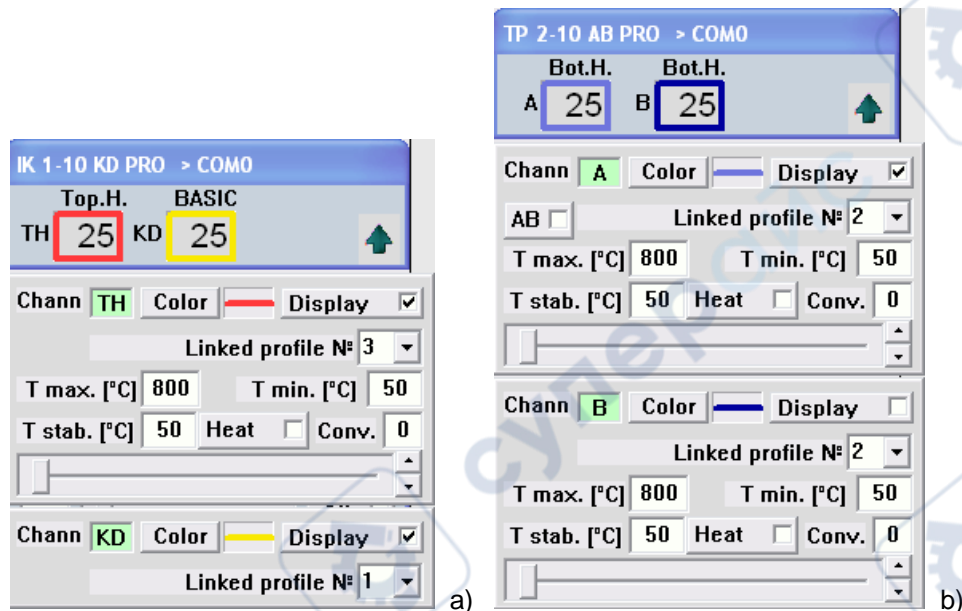 IK 1-10 KD PRO > COM0
Top.H. BASIC
TH 25 KD 25
Chann TH Color Display
Linked profile № 3
T max. [°C] 800 T min. [°C] 50
T stab. [°C] 50 Heat Conv. 0
Chann KD Color Display
Linked profile № 1
a)
TP 2-10 AB PRO > COM0
Bot.H. Bot.H.
A 25 B 25
Chann A Color Display
AB Linked profile № 2
T max. [°C] 800 T min. [°C] 50
T stab. [°C] 50 Heat Conv. 0
Chann B Color Display
Linked profile № 2
T max. [°C] 800 T min. [°C] 50
T stab. [°C] 50 Heat Conv. 0
b)
суперайс